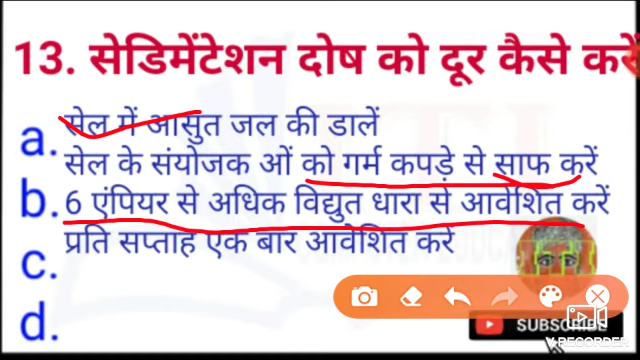 13. सेडिमेंटेशन दोष को दूर कैसे करें
a. सेल में आसुत जल की डालें
सेल के संयोजक ओं को गर्म कपड़े से साफ करें
b. 6 एंपियर से अधिक विद्युत धारा से आवेशित करें
प्रति सप्ताह एक बार आवेशित करें
c.
d.
SUBSCRIBE
RECORDER